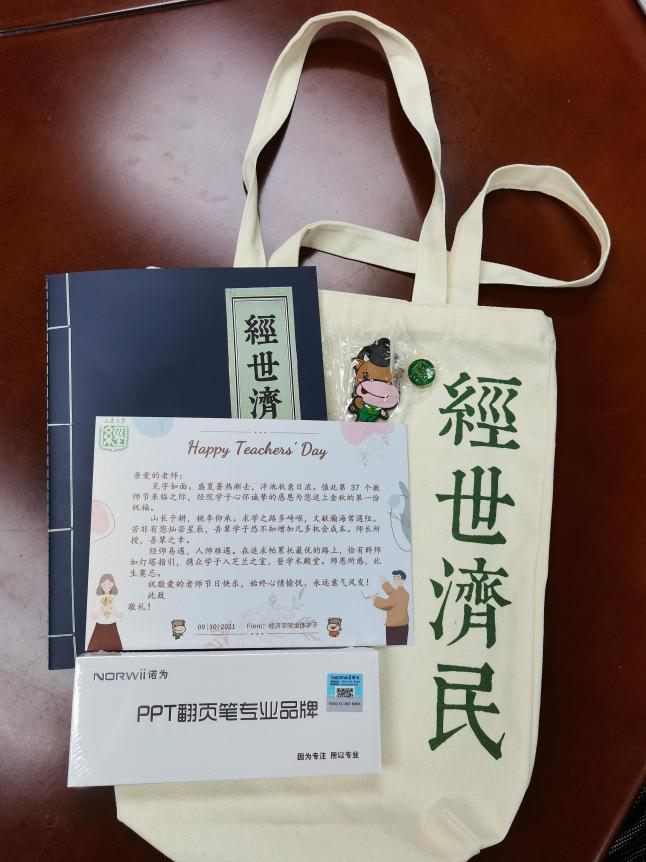 經
世
濟
經
世
濟
民
Happy Teachers' Day
亲爱的老师：
见字如面。盛夏暑热渐去，泮池秋意日浓。值此第 37 个教
师节来临之际，经院学子心怀诚挚的感恩为您送上金秋的第一份
祝福。
山长予耕，桃李仰承。求学之路多崎岖，文献瀚海常遇阻。
若非有您灿若星辰，吾辈学子恐不知增加几多机会成本。师长所
授，吾辈之幸。
经师易遇，人师难遇。在追求帕累托最优的路上，恰有群师
如灯塔指引，携众学子入芝兰之室，登学术殿堂。师恩所感，此
生莫忘。
祝敬爱的老师节日快乐，始终心情愉悦、永远意气风发！
此致
敬礼！
09|10|2021 From：经济学院全体学子
NORWii诺为
PPT翻页笔专业品牌
因为专注 所以专业